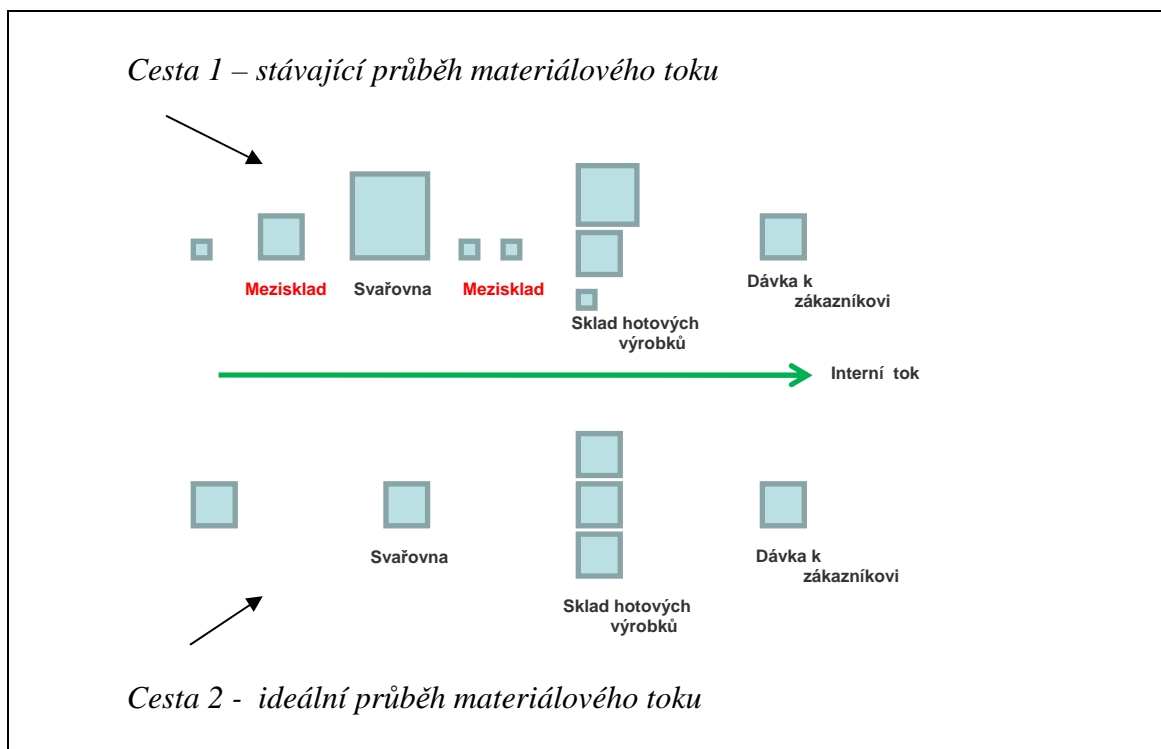 Cesta 1 – stávající průběh materiálového toku
Mezisklad
Svařovna
Mezisklad
Sklad hotových
výrobků
Dávka k
zákazníkovi
Interní tok
Svařovna
Sklad hotových
výrobků
Dávka k
zákazníkovi
Cesta 2 - ideální průběh materiálového toku